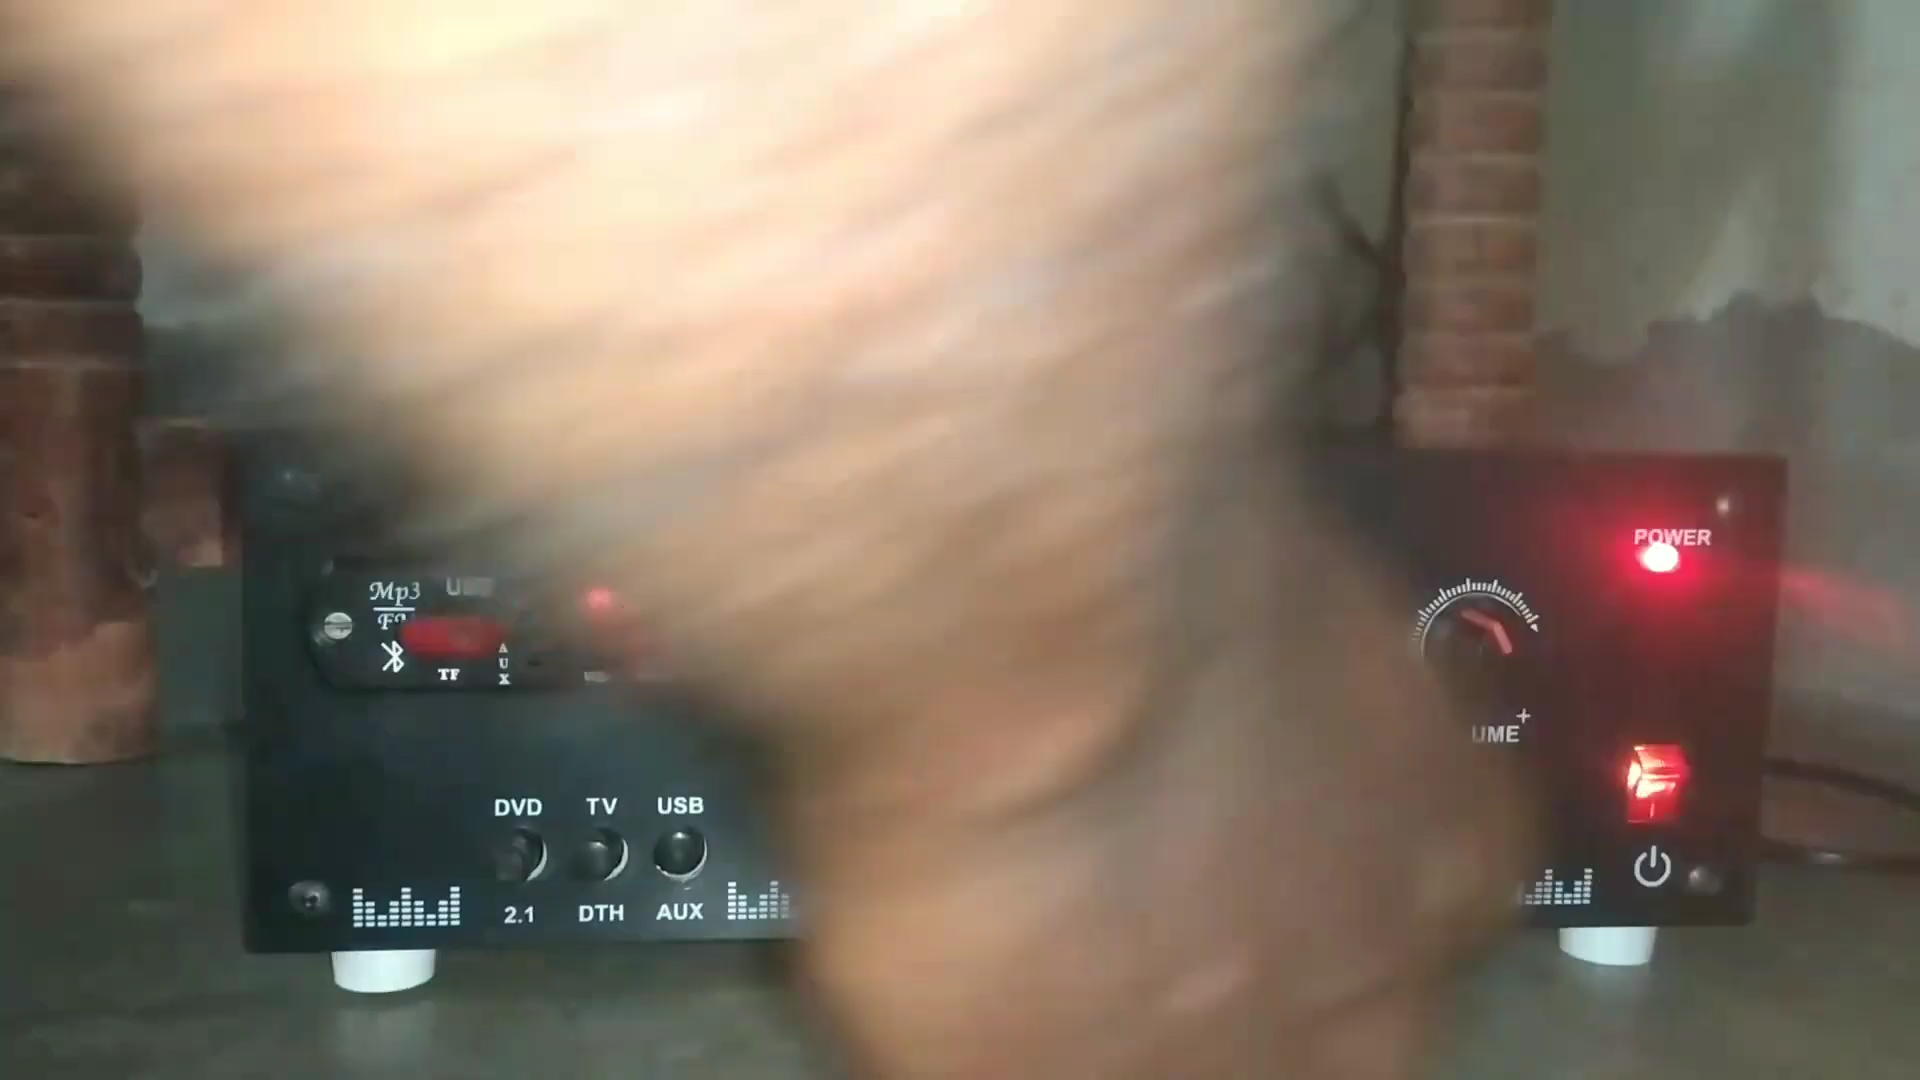 Mp3
TF
AUX
POWER
UME +
DVD TV USB
2.1 DTH AUX